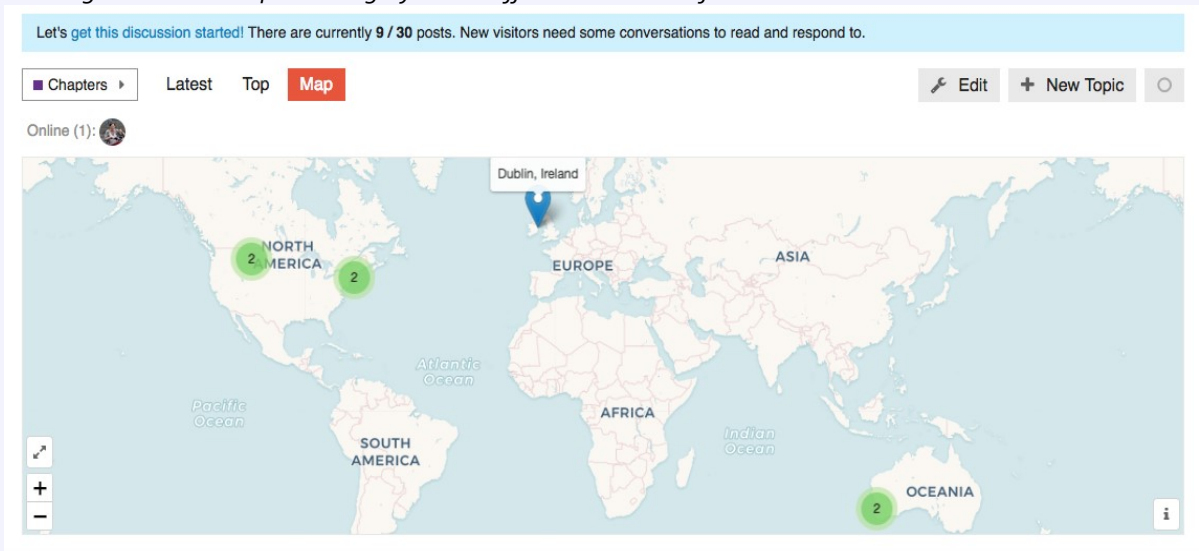 Let's get this discussion started! There are currently 9 / 30 posts. New visitors need some conversations to read and respond to.
Chapters Latest Top Map Edit + New Topic
Online (1):
Dublin, Ireland
NORTH
AMERICA
2
2
EUROPE
ASIA
Atlantic
Ocean
Pacific
Ocean
AFRICA
Indian
Ocean
SOUTH
AMERICA
OCEANIA
2
+
−
i